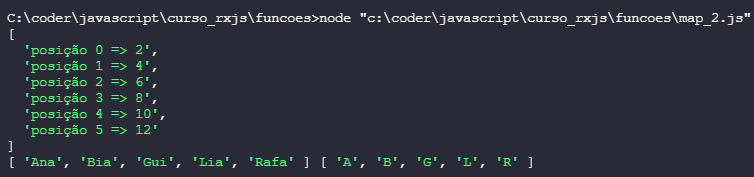 C:\coder\javascript\curso_rxjs\funcoes>node "c:\coder\javascript\curso_rxjs\funcoes\map_2.js"
[
  'posição 0 => 2',
  'posição 1 => 4',
  'posição 2 => 6',
  'posição 3 => 8',
  'posição 4 => 10',
  'posição 5 => 12'
]
[ 'Ana', 'Bia', 'Gui', 'Lia', 'Rafa' ] [ 'A', 'B', 'G', 'L', 'R' ]